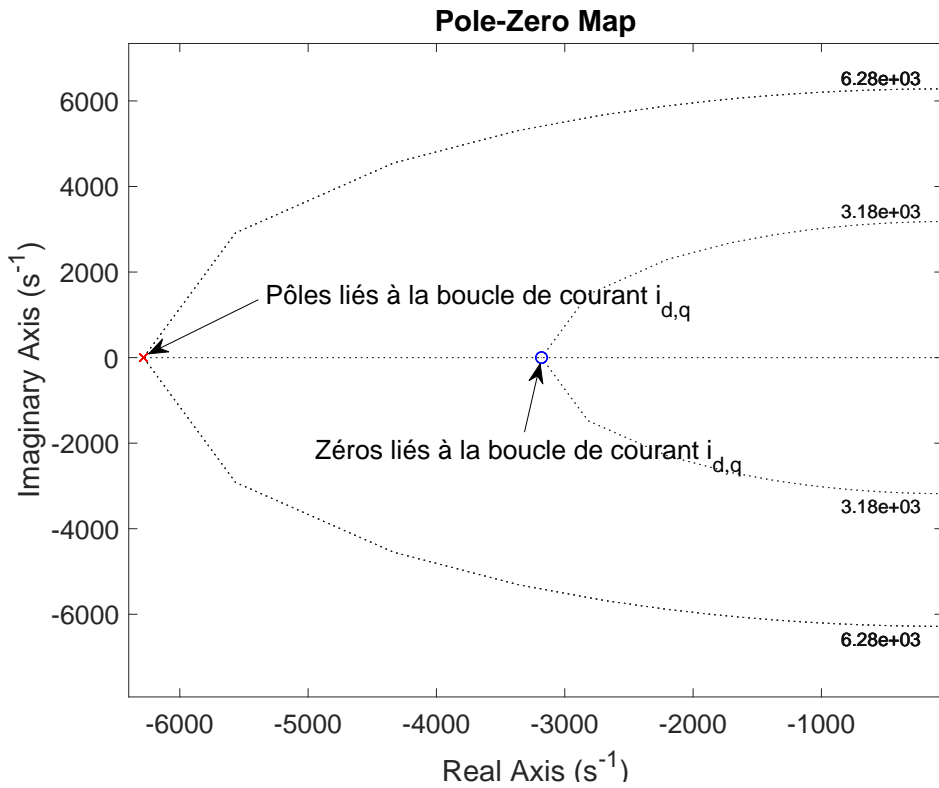 Pole-Zero Map
6.28e+03
6000
4000
3.18e+03
2000
Pôles liés à la boucle de courant i_d,q
0
Imaginary Axis (s^-1)
-2000
Zéros liés à la boucle de courant i_d,q
3.18e+03
-4000
-6000
6.28e+03
-6000 -5000 -4000 -3000 -2000 -1000
Real Axis (s^-1)